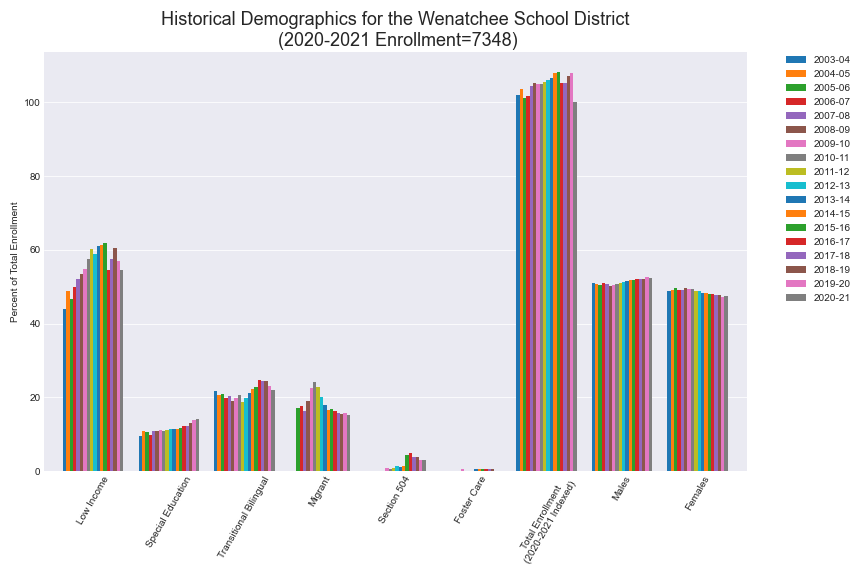 Historical Demographics for the Wenatchee School District
(2020-2021 Enrollment=7348)
Percent of Total Enrollment
100
80
60
40
20
0
Low Income
Special Education
Transitional Bilingual
Migrant
Section 504
Foster Care
Total Enrollment
(2020-2021 Indexed)
Males
Females
2003-04
2004-05
2005-06
2006-07
2007-08
2008-09
2009-10
2010-11
2011-12
2012-13
2013-14
2014-15
2015-16
2016-17
2017-18
2018-19
2019-20
2020-21